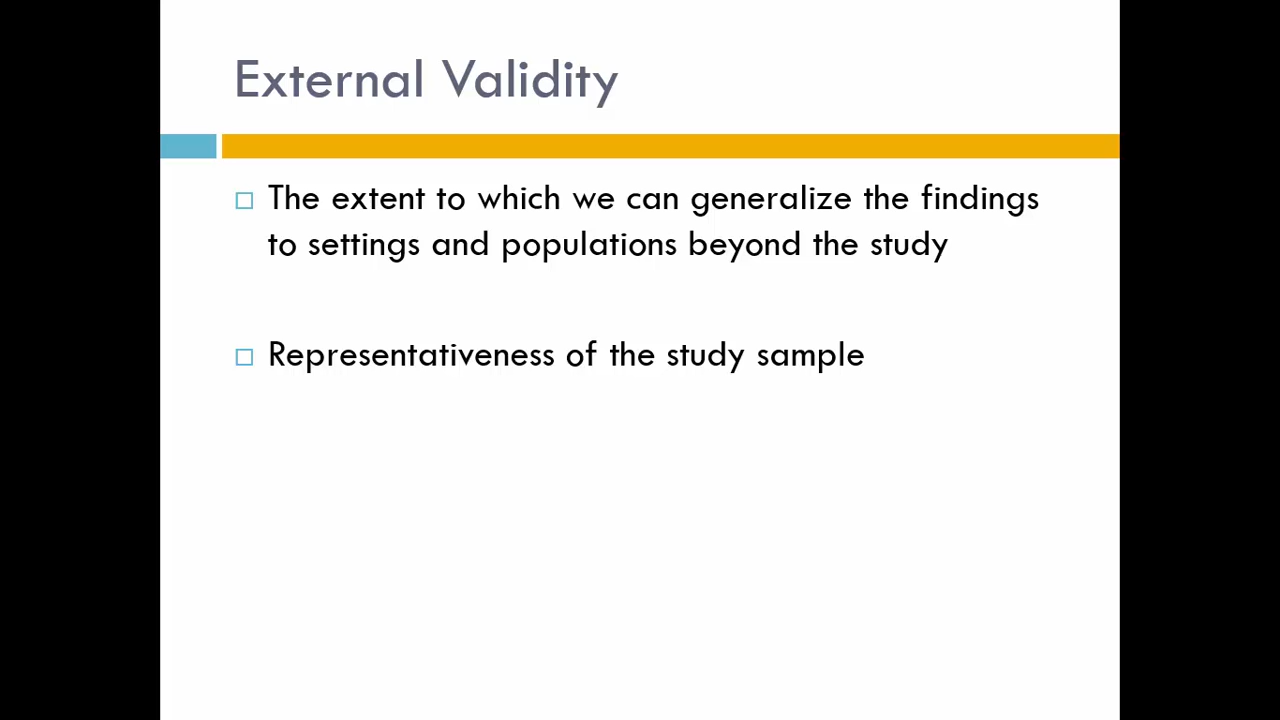 External Validity
The extent to which we can generalize the findings
to settings and populations beyond the study
Representativeness of the study sample